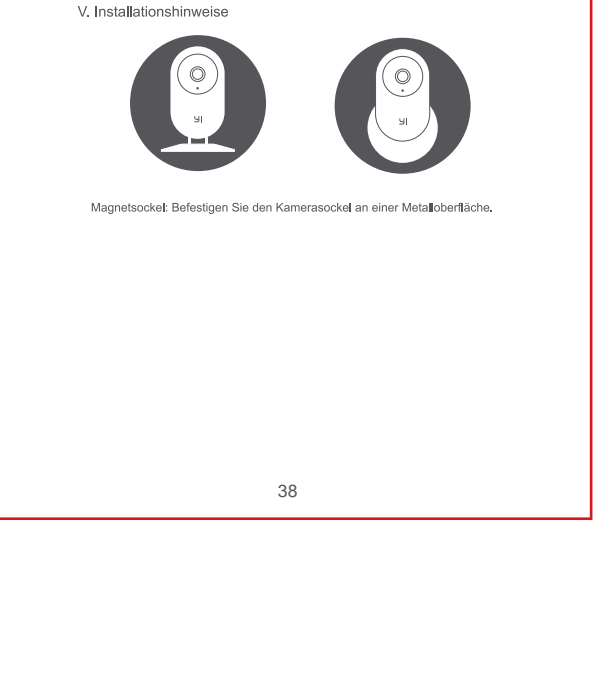 V. Installationshinweise
YI YI
Magnetsockel: Befestigen Sie den Kamerasockel an einer Metalloberfläche.
38